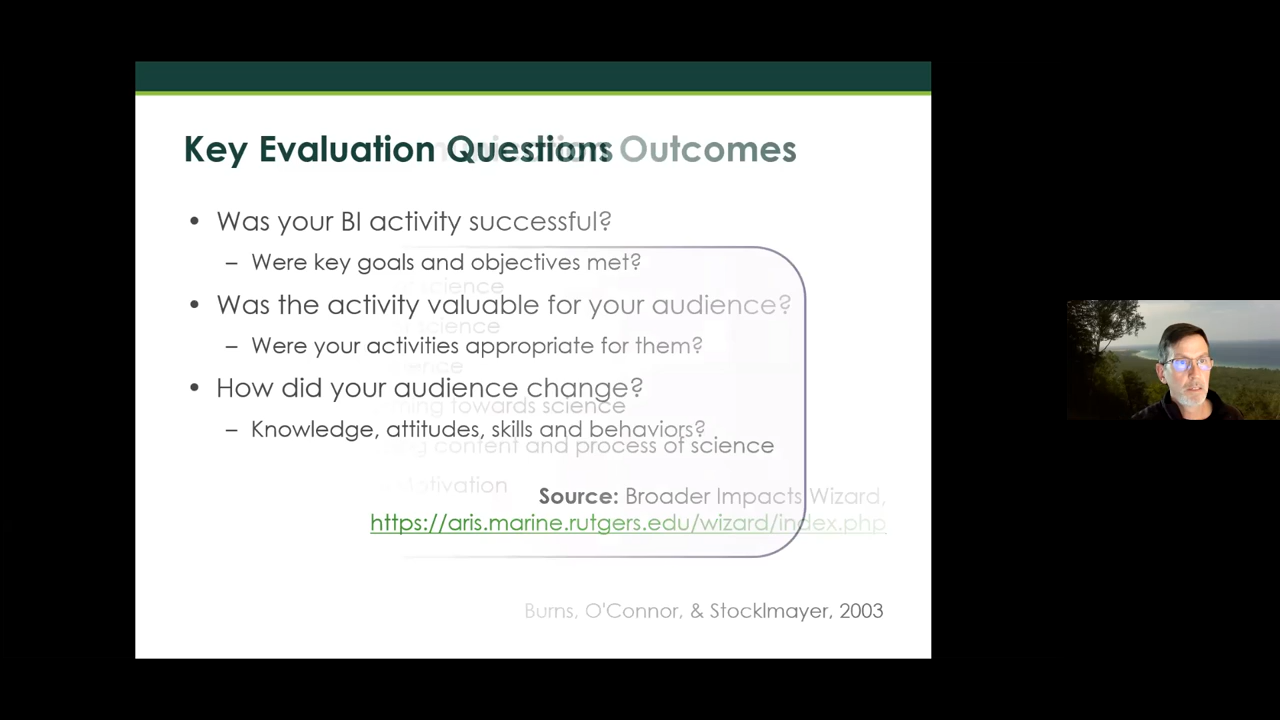 Key Evaluation Questions Outcomes
• Was your BI activity successful?
– Were key goals and objectives met?
science
• Was the activity valuable for your audience?
science
– Were your activities appropriate for them?
• How did your audience change?
towards science
– Knowledge, attitudes, skills and behaviors?
content and process of science
Motivation
Source: Broader Impacts Wizard,
https://aris.marine.rutgers.edu/wizard/index.php
Burns, O'Connor, & Stocklmayer, 2003